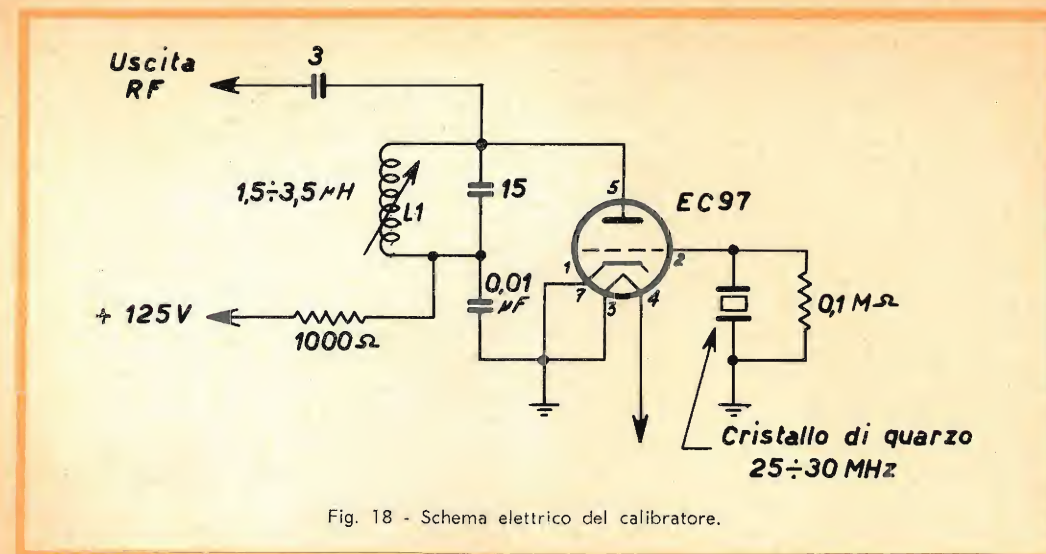 Uscita
RF
3
1,5÷3,5 μH
L1
15
5
EC97
1
7
3
4
2
0,01
μF
+ 125V
1000Ω
0,1 MΩ
Cristallo di quarzo
25÷30 MHz
Fig. 18 - Schema elettrico del calibratore.